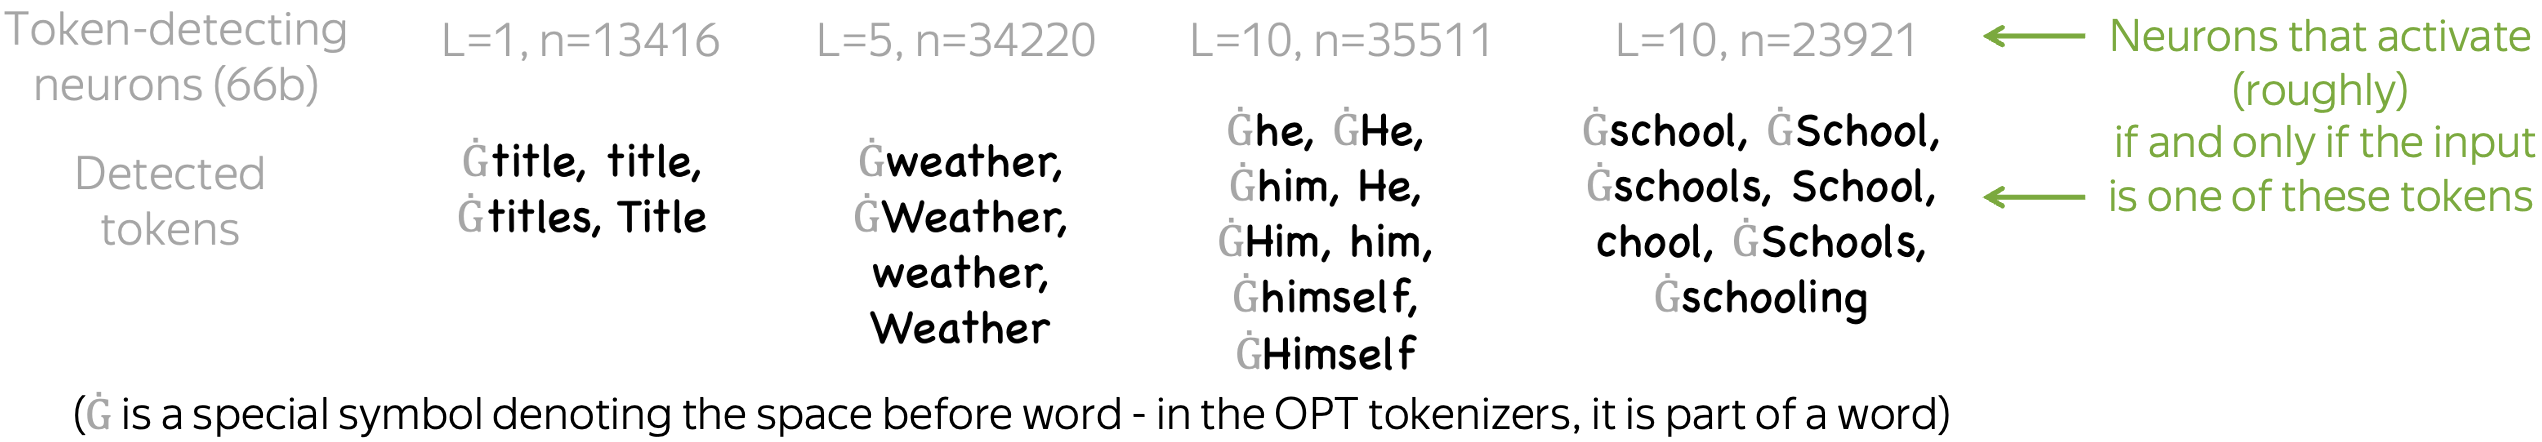 Token-detecting neurons (66b)
L=1, n=13416
L=5, n=34220
L=10, n=35511
L=10, n=23921
Neurons that activate
(roughly)
if and only if the input
is one of these tokens
Detected
tokens
Ġtitle, title,
Ġtitles, Title
Ġweather,
ĠWeather,
weather,
Weather
Ġhe, ĠHe,
Ġhim, He,
ĠHim, him,
Ġhimself,
ĠHimself
Ġschool, ĠSchool,
Ġschools, School,
chool, ĠSchools,
Ġschooling
(Ġ is a special symbol denoting the space before word - in the OPT tokenizers, it is part of a word)